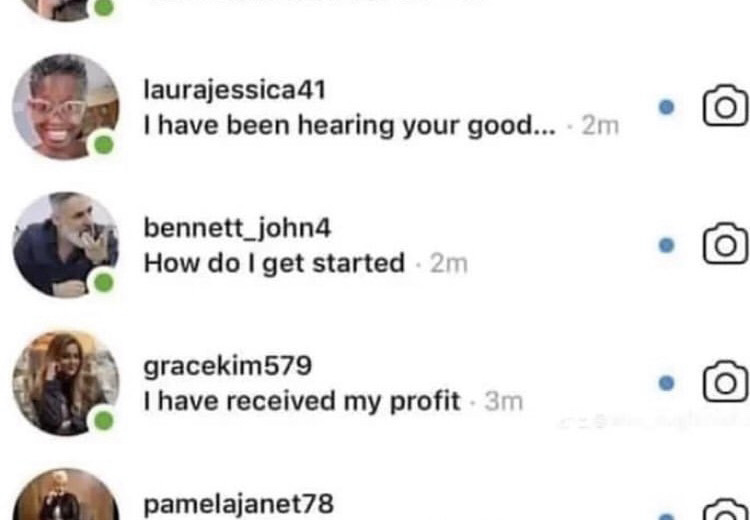 laurajessica41
I have been hearing your good... · 2m
bennett_john4
How do I get started · 2m
gracekim579
I have received my profit · 3m
pamelajanet78